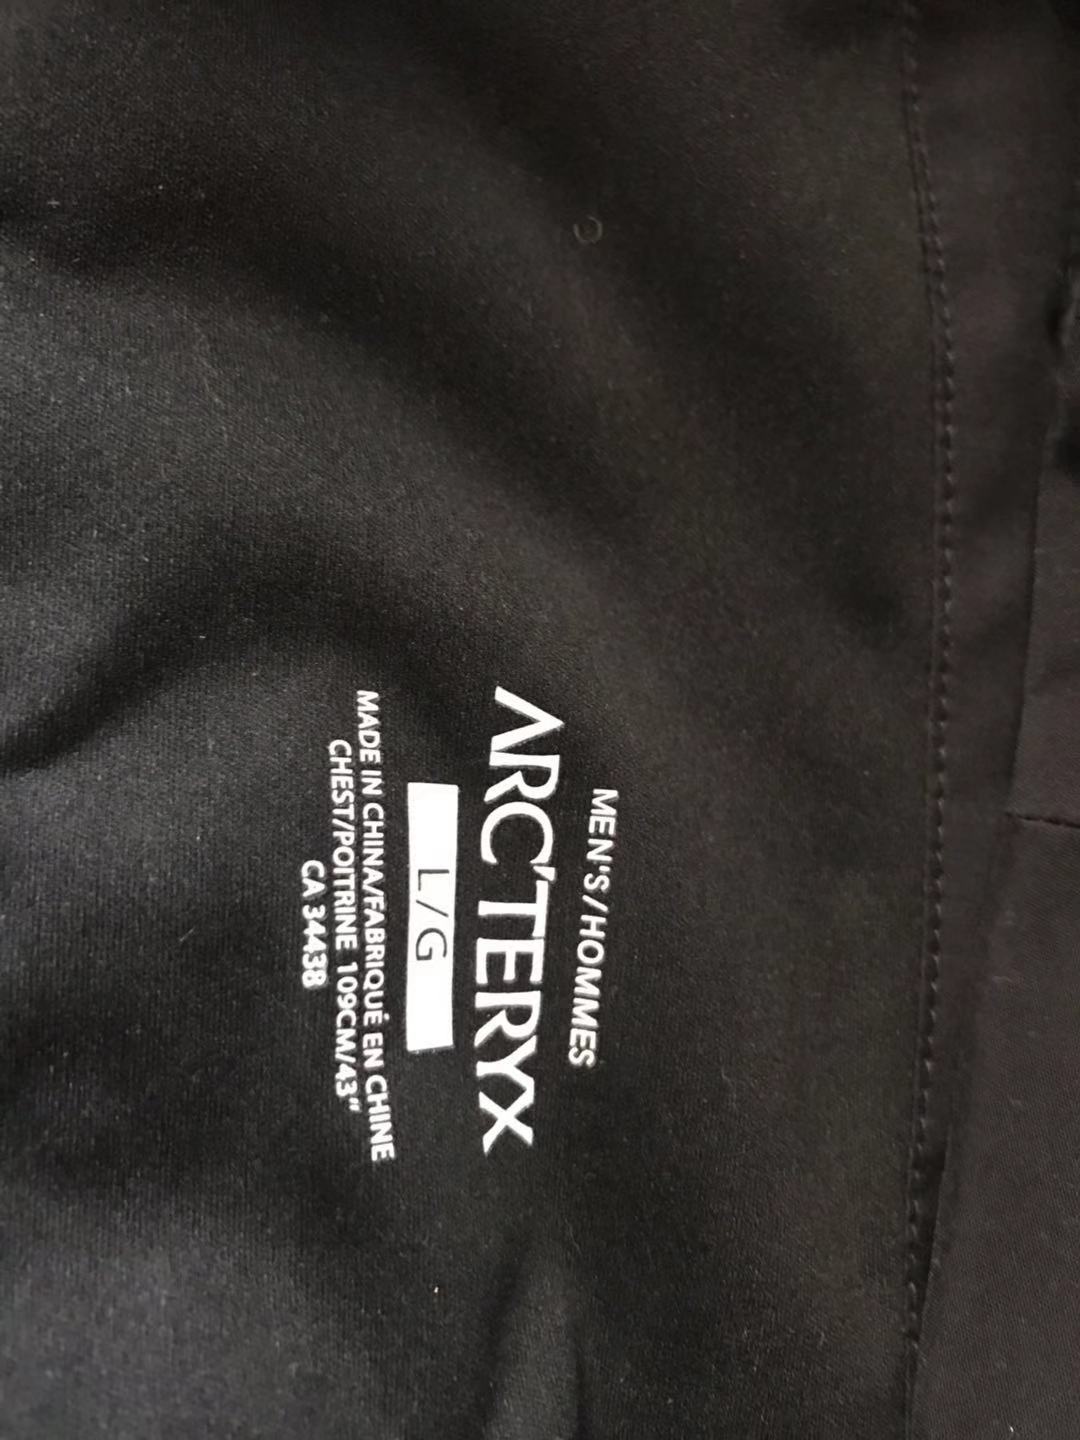 MEN'S / HOMMES
ARC'TERYX
L/G
MADE IN CHINA/FABRIQUÉ EN CHINE
CHEST/POITRINE 109CM/43"
CA 34438